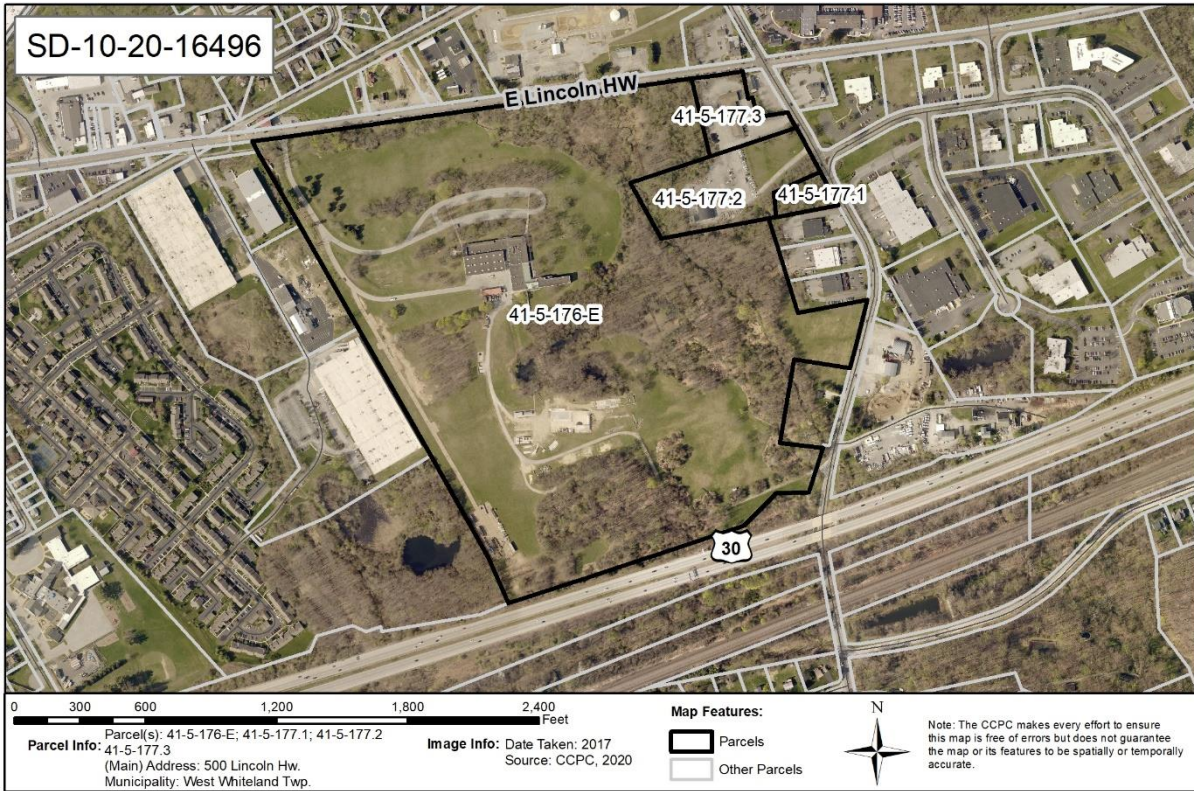 SD-10-20-16496
E Lincoln HW
41-5-177.3
41-5-177.2
41-5-177.1
41-5-176-E
30
0 300 600 1,200 1,800 2,400
Feet
Parcel Info: Parcel(s): 41-5-176-E; 41-5-177.1; 41-5-177.2
41-5-177.3
(Main) Address: 500 Lincoln Hw.
Municipality: West Whiteland Twp.
Image Info: Date Taken: 2017
Source: CCPC, 2020
Map Features:
Parcels
Other Parcels
N
Note: The CCPC makes every effort to ensure
this map is free of errors but does not guarantee
the map or its features to be spatially or temporally
accurate.